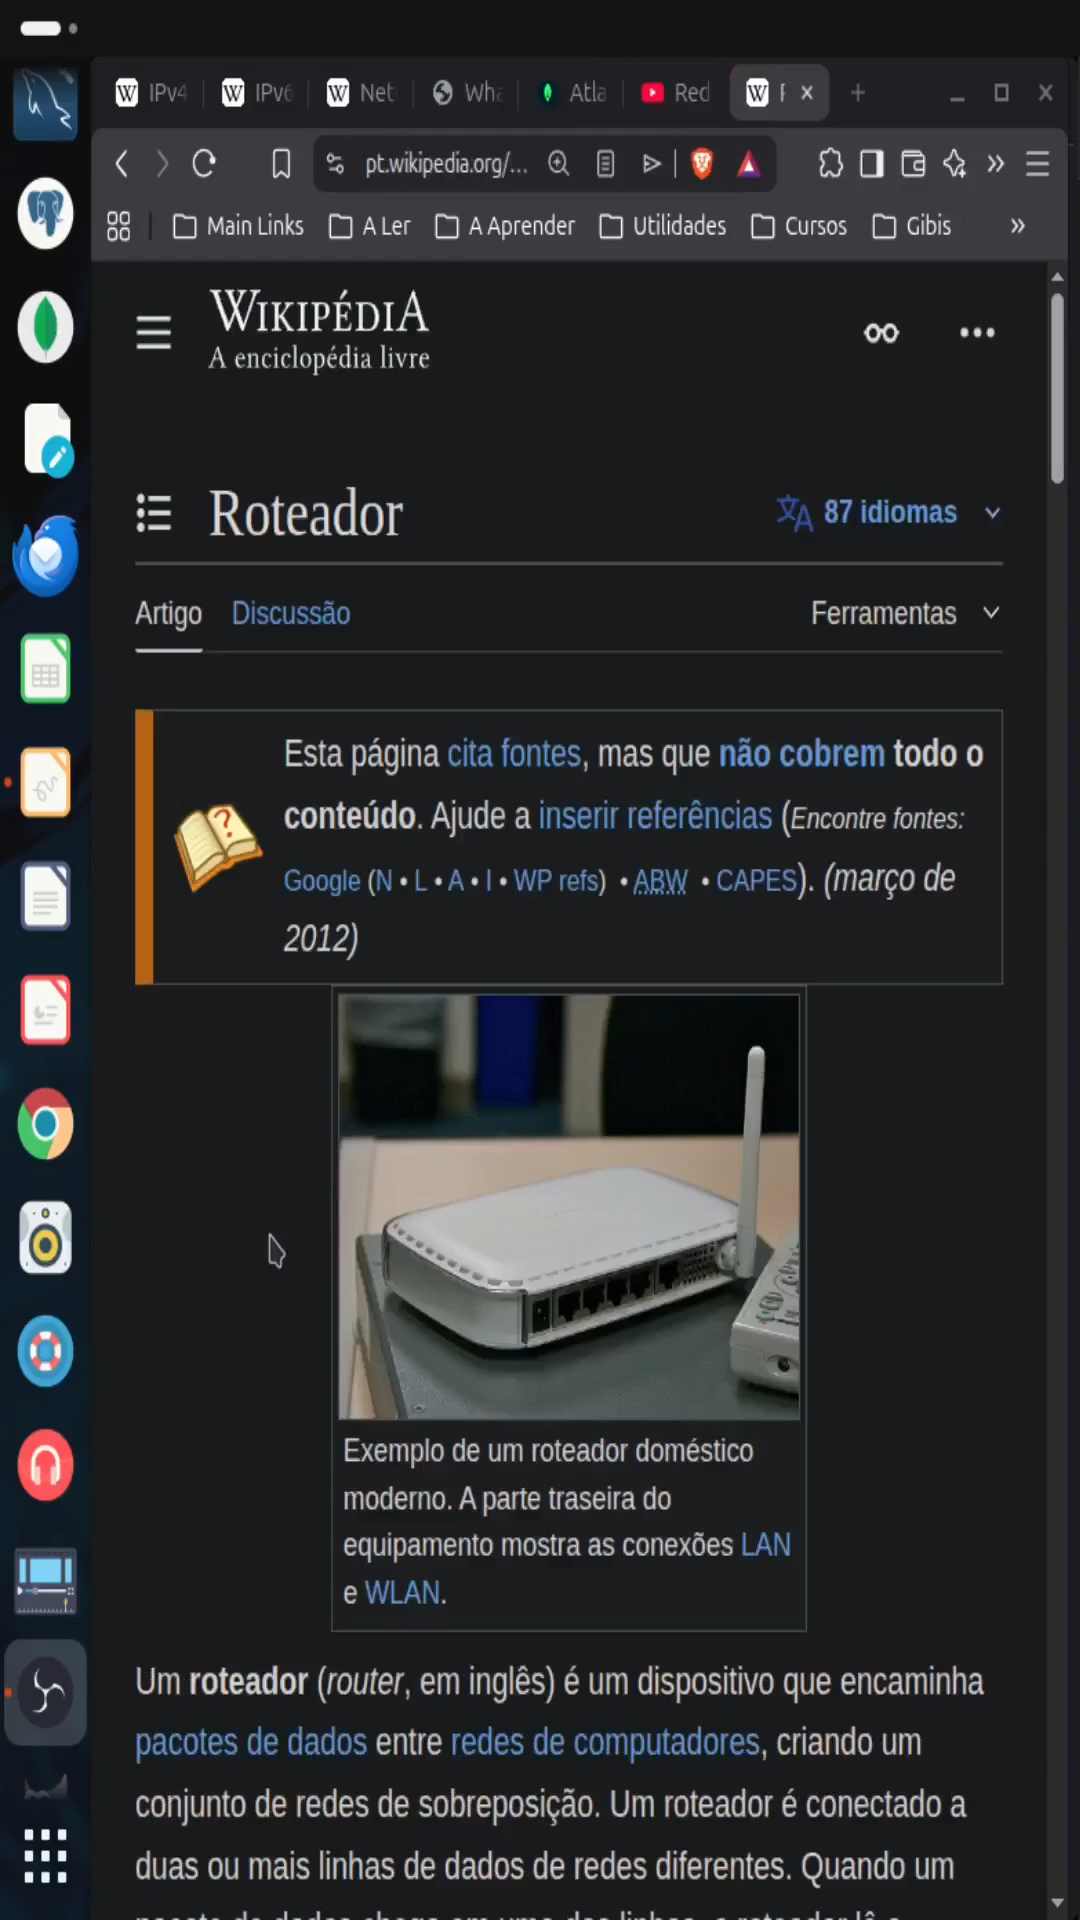 IPv4
IPv6
Net
Wha
Atla
Red
pt.wikipedia.org/...
Main Links
A Ler
A Aprender
Utilidades
Cursos
Gibis
WIKIPÉDIA
A enciclopédia livre
Roteador
87 idiomas
Artigo
Discussão
Ferramentas
Esta página cita fontes, mas que não cobrem todo o
conteúdo. Ajude a inserir referências (Encontre fontes:
Google (N • L • A • I • WP refs) • ABW • CAPES). (março de
2012)
Exemplo de um roteador doméstico
moderno. A parte traseira do
equipamento mostra as conexões LAN
e WLAN.
Um roteador (router, em inglês) é um dispositivo que encaminha
pacotes de dados entre redes de computadores, criando um
conjunto de redes de sobreposição. Um roteador é conectado a
duas ou mais linhas de dados de redes diferentes. Quando um